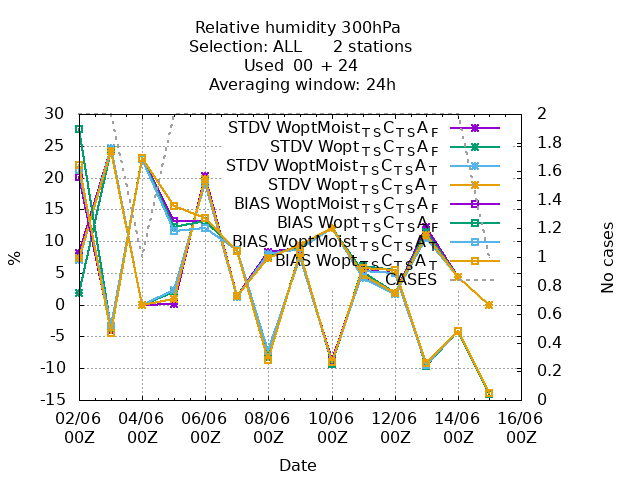 Relative humidity 300hPa
Selection: ALL 2 stations
Used 00 + 24
Averaging window: 24h
30
25
20
15
10
5
0
-5
-10
-15
%
2
1.8
1.6
1.4
1.2
1
0.8
0.6
0.4
0.2
0
No cases
STDV WoptMoist_TS C_TS A_F
STDV Wopt_TS C_TS A_F
STDV WoptMoist_TS C_TS A_T
STDV Wopt_TS C_TS A_T
BIAS WoptMoist_TS C_TS A_F
BIAS Wopt_TS C_TS A_F
BIAS WoptMoist_TS C_TS A_T
BIAS Wopt_TS C_TS A_T
CASES
02/06 04/06 06/06 08/06 10/06 12/06 14/06 16/06
00Z 00Z 00Z 00Z 00Z 00Z 00Z 00Z
Date